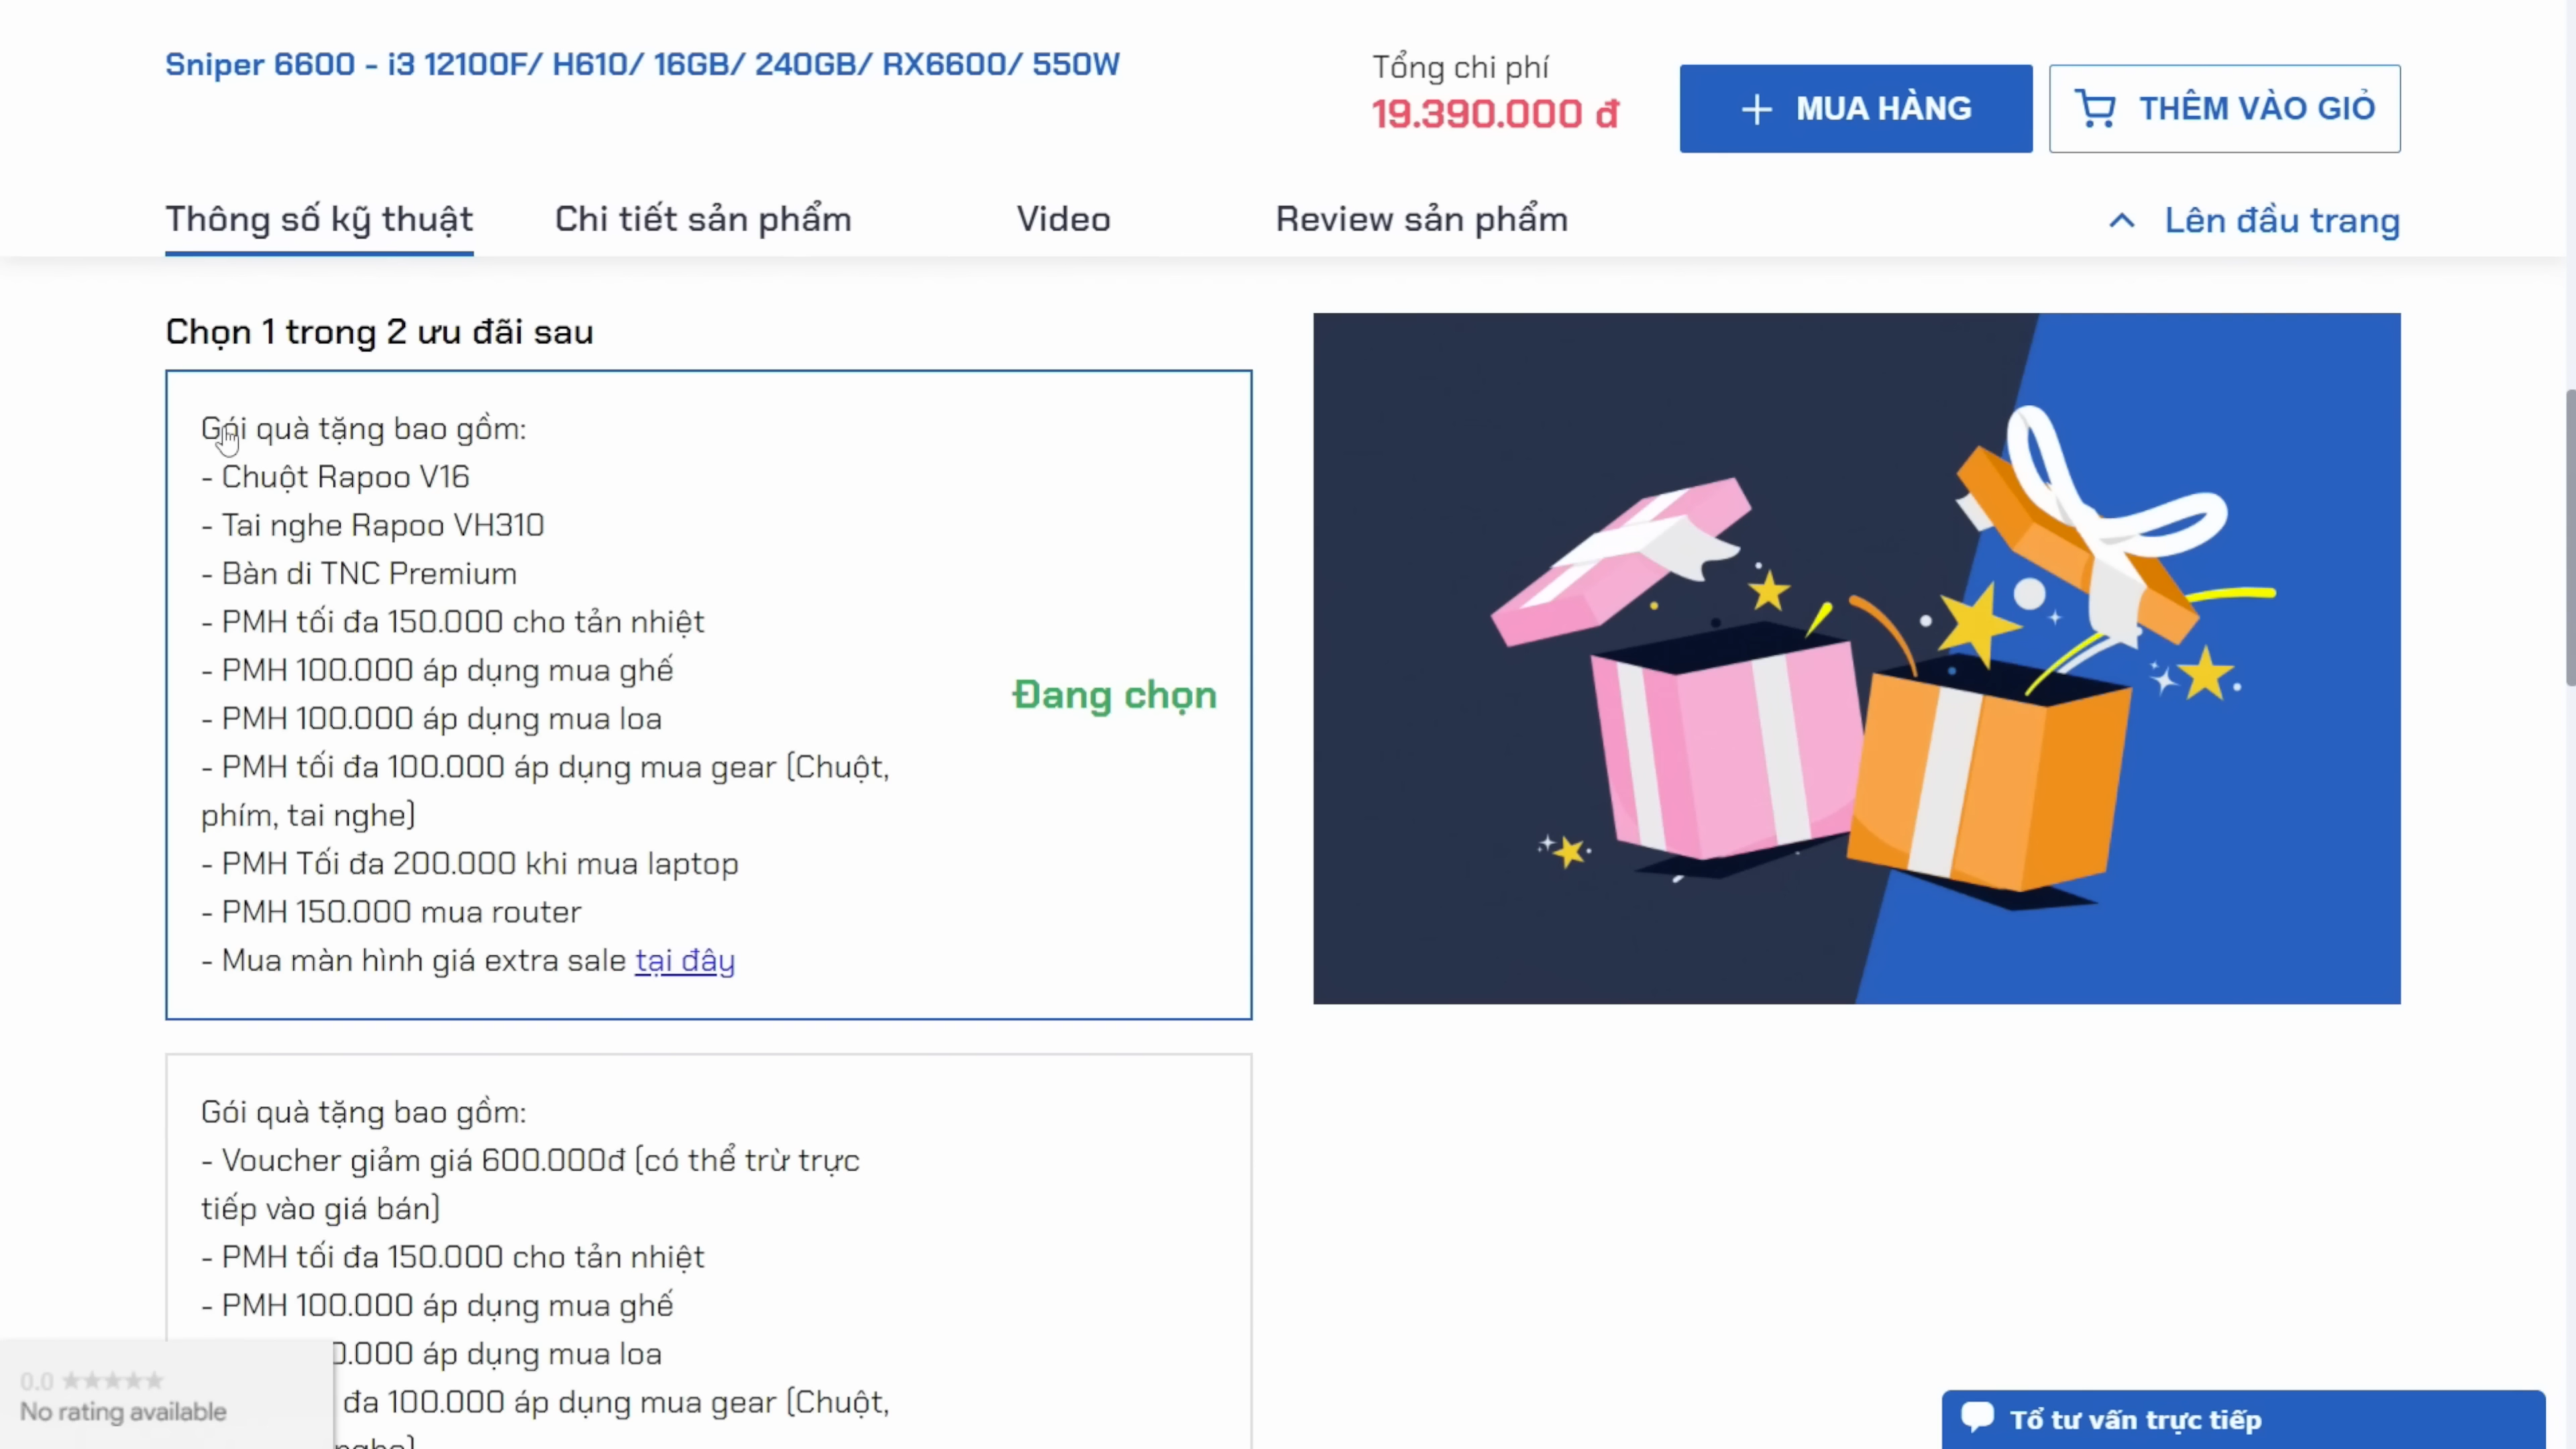 Sniper 6600 - i3 12100F/ H610/ 16GB/ 240GB/ RX6600/ 550W
Tổng chi phí
19.390.000 đ
MUA HÀNG
THÊM VÀO GIỎ
Thông số kỹ thuật
Chi tiết sản phẩm
Video
Review sản phẩm
Lên đầu trang
Chọn 1 trong 2 ưu đãi sau
Gói quà tặng bao gồm:
- Chuột Rapoo V16
- Tai nghe Rapoo VH310
- Bàn di TNC Premium
- PMH tối đa 150.000 cho tản nhiệt
- PMH 100.000 áp dụng mua ghế
- PMH 100.000 áp dụng mua loa
- PMH tối đa 100.000 áp dụng mua gear (Chuột,
phím, tai nghe)
- PMH Tối đa 200.000 khi mua laptop
- PMH 150.000 mua router
- Mua màn hình giá extra sale tại đây
Đang chọn
Gói quà tặng bao gồm:
- Voucher giảm giá 600.000đ (có thể trừ trực
tiếp vào giá bán)
- PMH tối đa 150.000 cho tản nhiệt
- PMH 100.000 áp dụng mua ghế
0.000 áp dụng mua loa
đa 100.000 áp dụng mua gear (Chuột,
0.0
No rating available
Tổ tư vấn trực tiếp